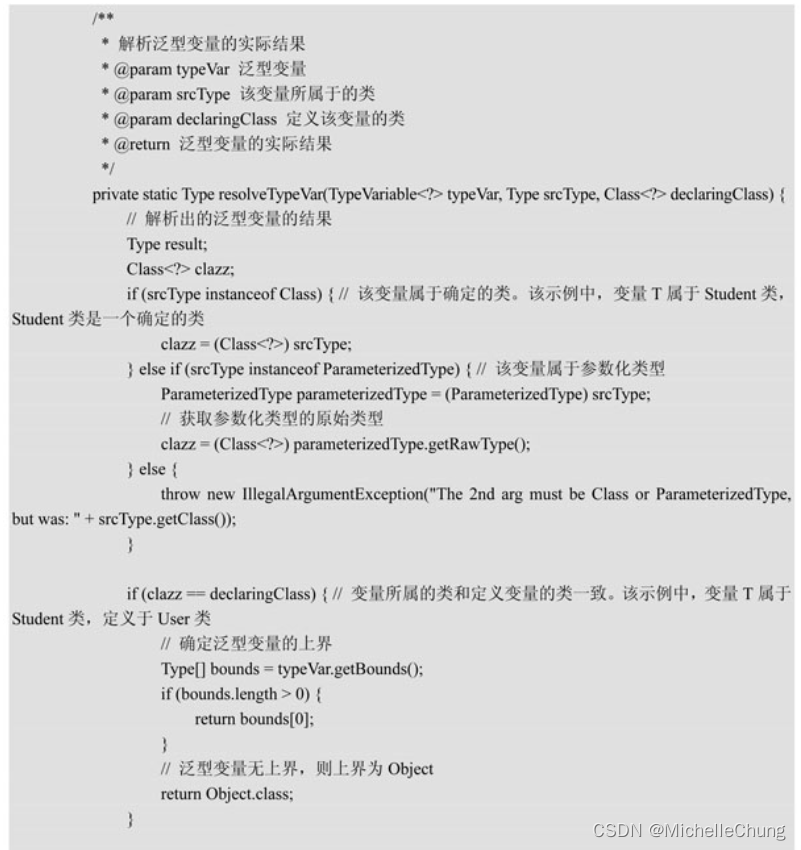 /**
* 解析泛型变量的实际结果
* @param typeVar 泛型变量
* @param srcType 该变量所属于的类
* @param declaringClass 定义该变量的类
* @return 泛型变量的实际结果
*/
private static Type resolveTypeVar(TypeVariable<?> typeVar, Type srcType, Class<?> declaringClass) {
// 解析出的泛型变量的结果
Type result;
Class<?> clazz;
if (srcType instanceof Class) { // 该变量属于确定的类。该示例中，变量 T 属于 Student 类，
Student 类是一个确定的类
clazz = (Class<?>) srcType;
} else if (srcType instanceof ParameterizedType) { // 该变量属于参数化类型
ParameterizedType parameterizedType = (ParameterizedType) srcType;
// 获取参数化类型的原始类型
clazz = (Class<?>) parameterizedType.getRawType();
} else {
throw new IllegalArgumentException("The 2nd arg must be Class or ParameterizedType,
but was: " + srcType.getClass());
}
if (clazz == declaringClass) { // 变量所属的类和定义变量的类一致。该示例中，变量 T 属于
Student 类，定义于 User 类
// 确定泛型变量的上界
Type[] bounds = typeVar.getBounds();
if (bounds.length > 0) {
return bounds[0];
}
// 泛型变量无上界，则上界为 Object
return Object.class;
}
CSDN @MichelleChung